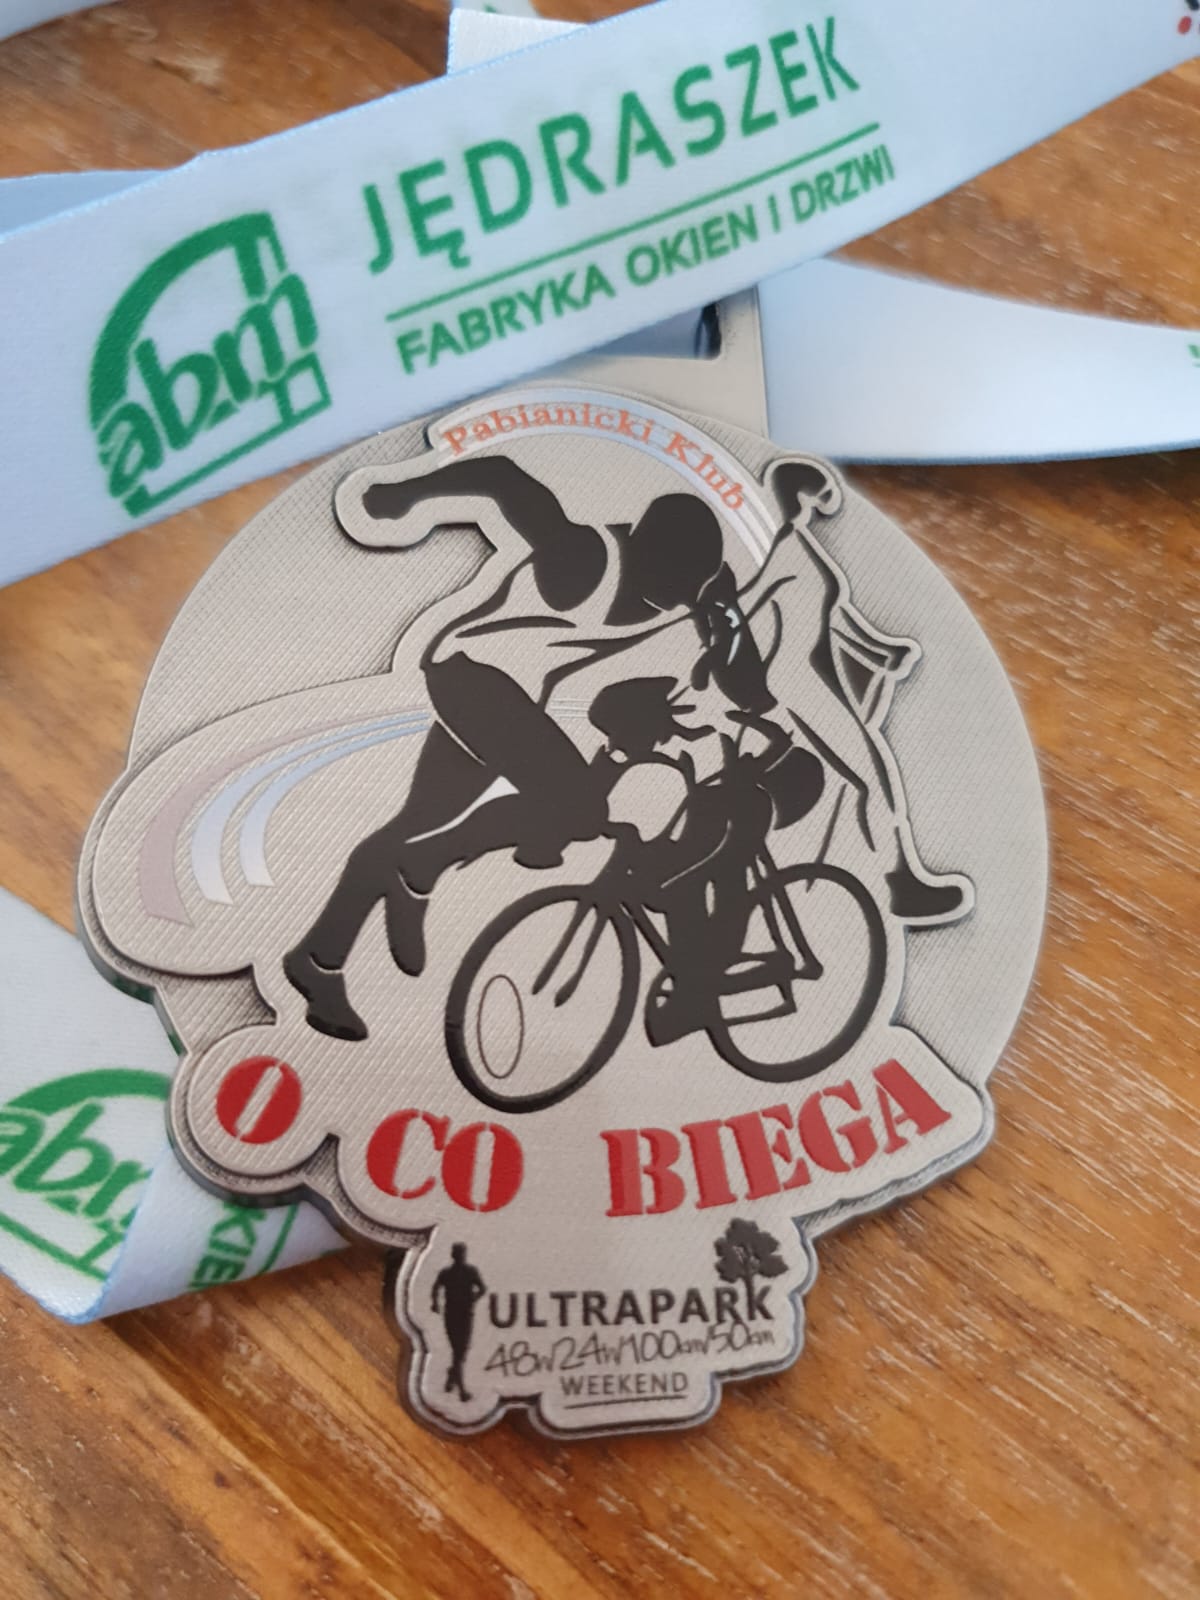 JĘDRASZEK
FABRYKA OKIEN I DRZWI
abm
Pabianicki Klub
O CO BIEGA
ULTRAPARK
48h/24h/100km/50km
WEEKEND
abm